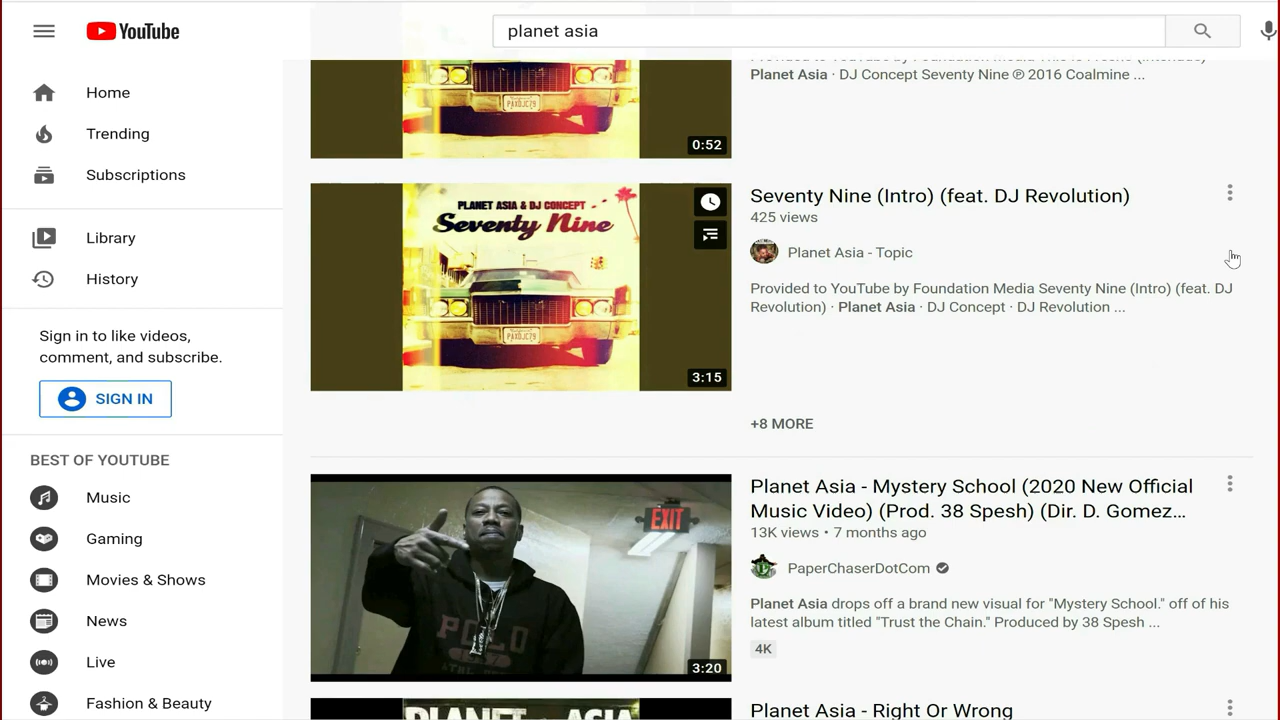 YouTube
planet asia
Home
Trending
Subscriptions
Library
History
Sign in to like videos,
comment, and subscribe.
SIGN IN
BEST OF YOUTUBE
Music
Gaming
Movies & Shows
News
Live
Fashion & Beauty
PAXDJC79
0:52
Planet Asia · DJ Concept Seventy Nine ℗ 2016 Coalmine ...
PLANET ASIA & DJ CONCEPT
Seventy Nine
PAXDJC79
3:15
Seventy Nine (Intro) (feat. DJ Revolution)
425 views
Planet Asia - Topic
Provided to YouTube by Foundation Media Seventy Nine (Intro) (feat. DJ
Revolution) · Planet Asia · DJ Concept · DJ Revolution ...
+8 MORE
EXIT
POLO
3:20
Planet Asia - Mystery School (2020 New Official
Music Video) (Prod. 38 Spesh) (Dir. D. Gomez...
13K views • 7 months ago
PaperChaserDotCom
Planet Asia drops off a brand new visual for "Mystery School." off of his
latest album titled "Trust the Chain." Produced by 38 Spesh ...
4K
PLANET ASIA
Planet Asia - Right Or Wrong